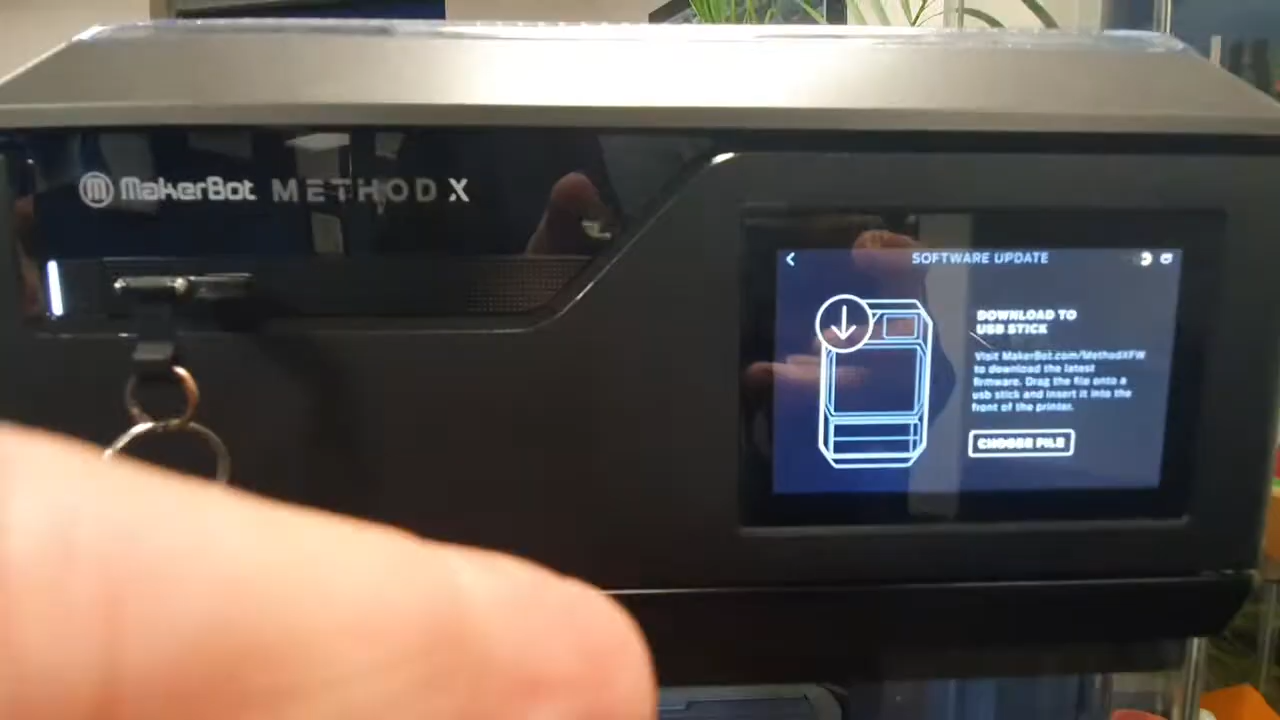 MakerBot METHOD X
SOFTWARE UPDATE
DOWNLOAD TO
USB STICK
Visit MakerBot.com/MethodXFW
to download the latest
firmware. Drag the file onto a
usb stick and insert it into the
front of the printer.
CHOOSE FILE